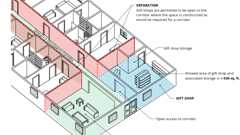 SEPARATION
Gift shops are permitted to be open to the
corridor where the space is constructed as
would be required for a corridor.
Gift shop storage
Allowed area of gift shop and
associated storage is ≤ 500 sq. ft.
GIFT SHOP
Open access to corridor